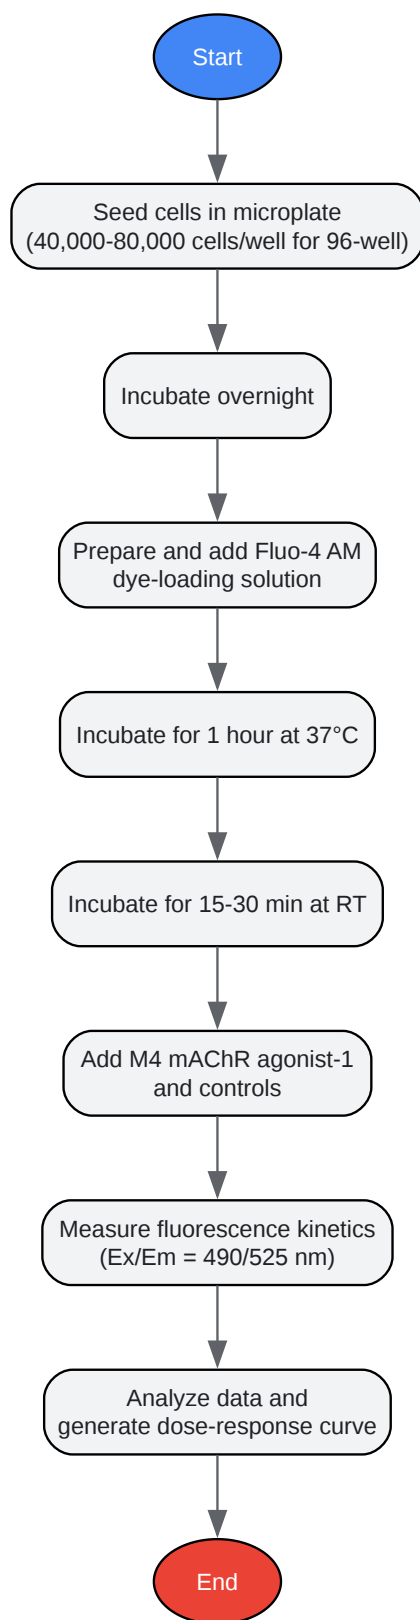 Start
Seed cells in microplate
(40,000-80,000 cells/well for 96-well)
Incubate overnight
Prepare and add Fluo-4 AM
dye-loading solution
Incubate for 1 hour at 37°C
Incubate for 15-30 min at RT
Add M4 mAChR agonist-1
and controls
Measure fluorescence kinetics
(Ex/Em = 490/525 nm)
Analyze data and
generate dose-response curve
End